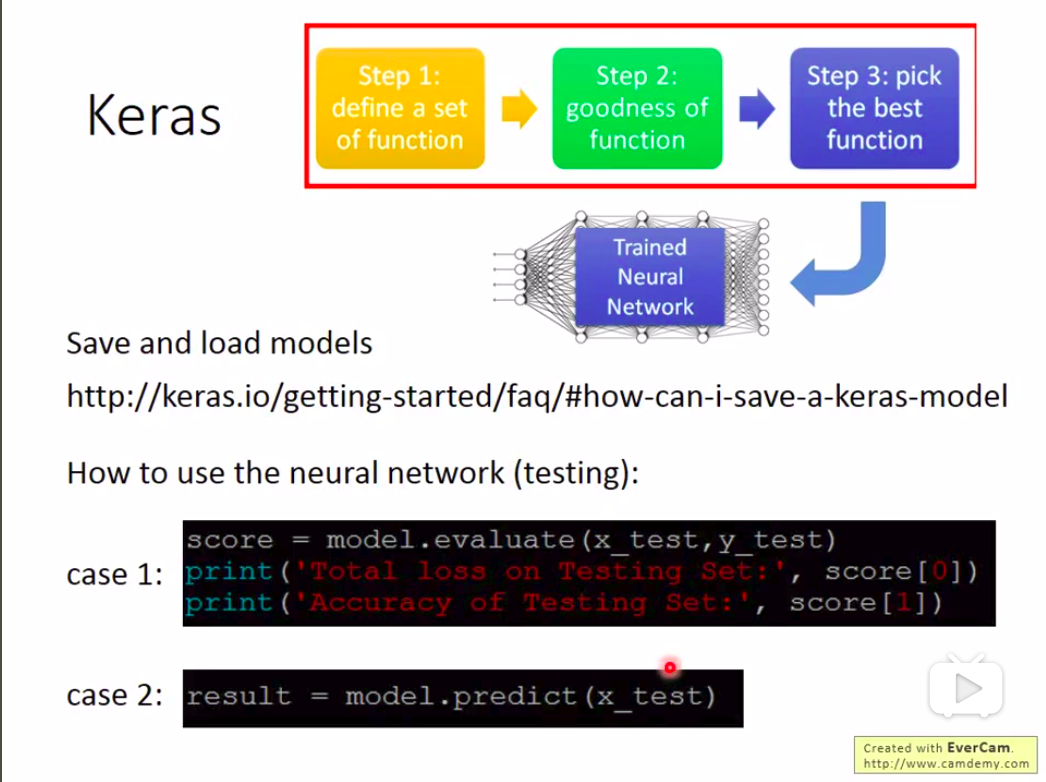 Keras
Step 1:
define a set
of function
Step 2:
goodness of
function
Step 3: pick
the best
function
Trained
Neural
Network
Save and load models
http://keras.io/getting-started/faq/#how-can-i-save-a-keras-model
How to use the neural network (testing):
case 1:
score = model.evaluate(x_test,y_test)
print('Total loss on Testing Set:', score[0])
print('Accuracy of Testing Set:', score[1])
case 2:
result = model.predict(x_test)
Created with EverCam.
http://www.camdemy.com